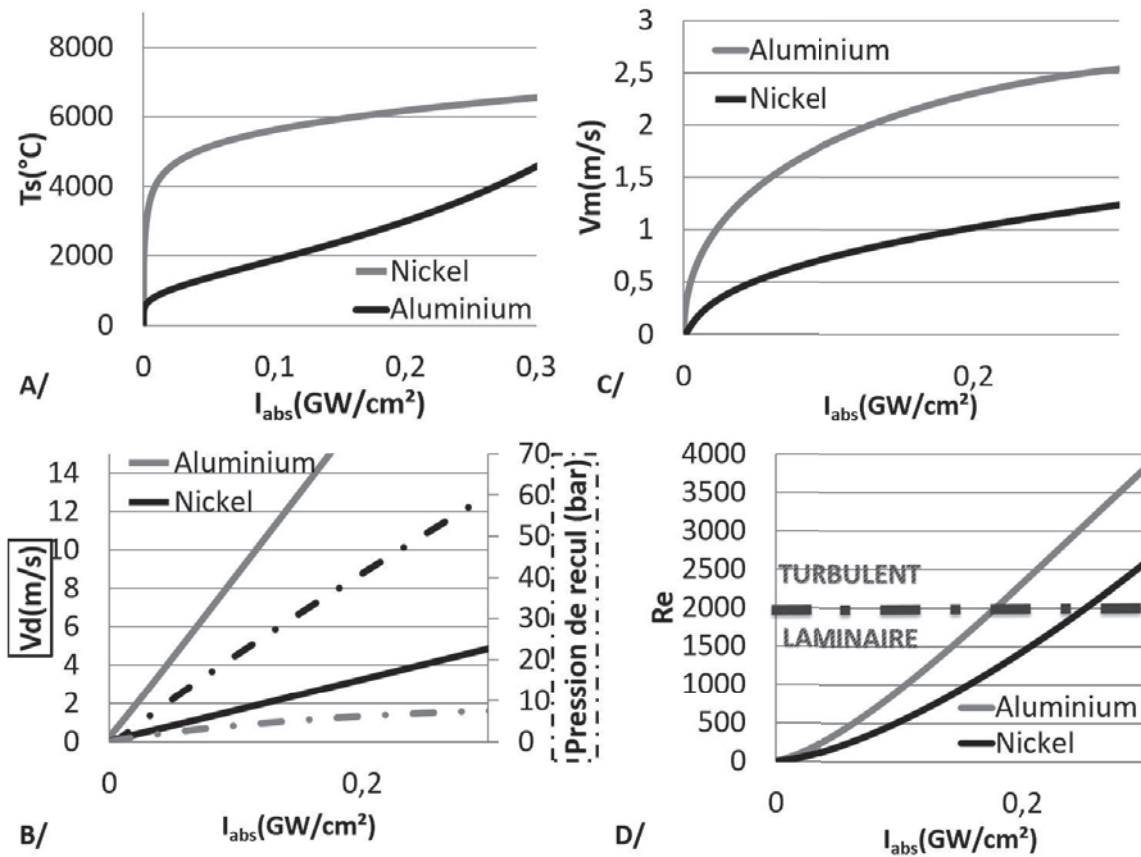 8000
6000
4000
2000
0
Ts(°C)
Nickel
Aluminium
0
0,1
0,2
0,3
A/
Iabs(GW/cm²)
3
2,5
2
1,5
1
0,5
0
Vm(m/s)
Aluminium
Nickel
0
0,2
C/
Iabs(GW/cm²)
14
12
10
8
6
4
2
0
Vd(m/s)
Aluminium
Nickel
70
60
50
40
30
20
10
0
Pression de recul (bar)
0
0,2
B/
Iabs(GW/cm²)
4000
3500
3000
2500
2000
1500
1000
500
0
Re
TURBULENT
LAMINAIRE
Aluminium
Nickel
0
0,2
D/
Iabs(GW/cm²)